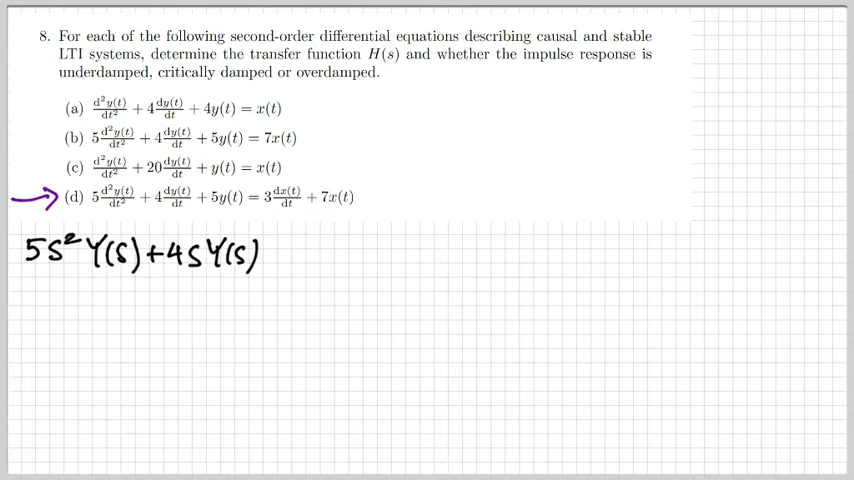 8. For each of the following second-order differential equations describing causal and stable
LTI systems, determine the transfer function H(s) and whether the impulse response is
underdamped, critically damped or overdamped.
(a) d²y(t)/dt² + 4 dy(t)/dt + 4y(t) = x(t)
(b) 5 d²y(t)/dt² + 4 dy(t)/dt + 5y(t) = 7x(t)
(c) d²y(t)/dt² + 20 dy(t)/dt + y(t) = x(t)
(d) 5 d²y(t)/dt² + 4 dy(t)/dt + 5y(t) = 3 dx(t)/dt + 7x(t)
5S² Y(S)+4S Y(S)